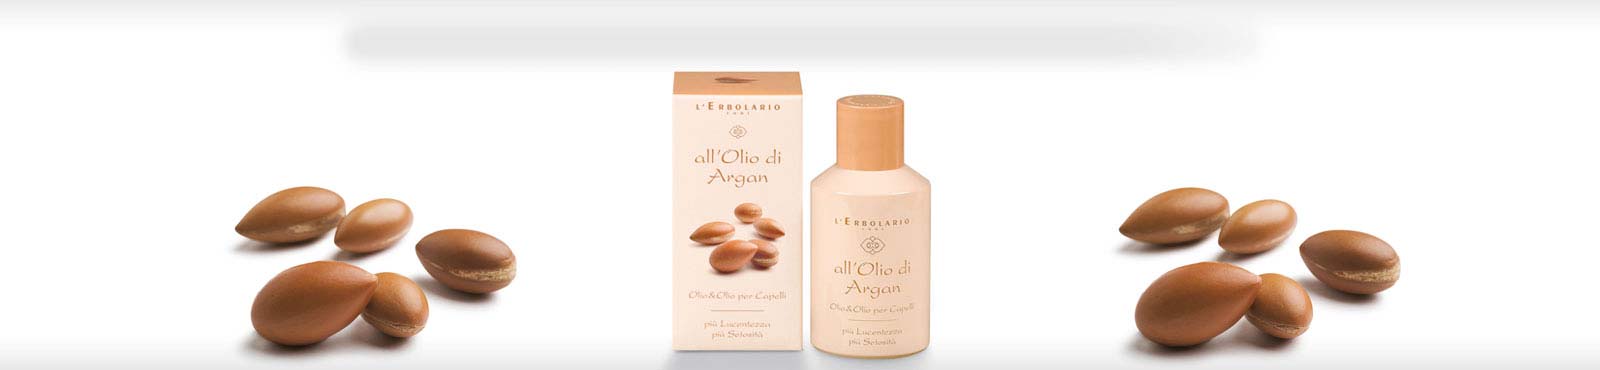 L'ERBOLARIO
LODI
all'Olio di
Argan
Olio&Olio per Capelli
più Lucentezza
più Setosità
L'ERBOLARIO
LODI
all'Olio di
Argan
Olio&Olio per Capelli
più Lucentezza
più Setosità